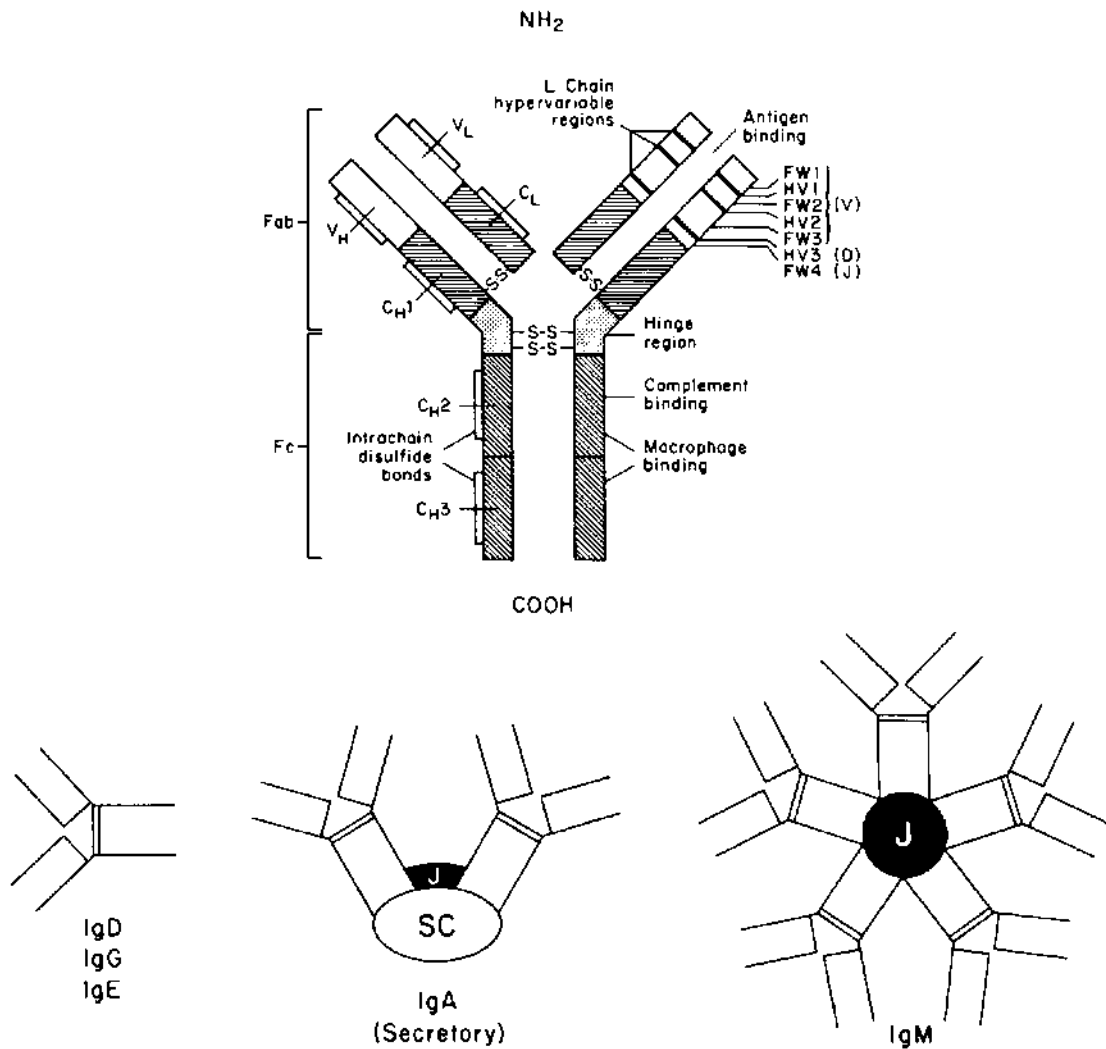 NH2
L Chain
hypervariable
regions
Antigen
binding
VL
CL
VH
CH1
Fab
FW1
HV1
FW2 (V)
HV2
FW3
HV3 (D)
FW4 (J)
SS
SS
S-S
S-S
Hinge
region
CH2
Complement
binding
Fc
Intrachain
disulfide
bonds
Macrophage
binding
CH3
COOH
J
J
SC
IgD
IgG
IgE
IgA
(Secretory)
IgM